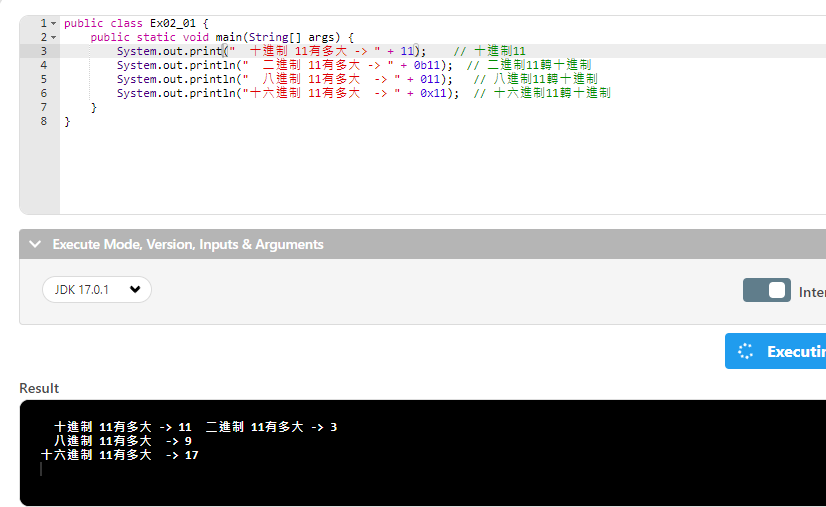 1 public class Ex02_01 {
2 public static void main(String[] args) {
3 System.out.print("  十進制 11有多大 -> " + 11);    // 十進制11
4 System.out.println("  二進制 11有多大 -> " + 0b11);  // 二進制11轉十進制
5 System.out.println("  八進制 11有多大  -> " + 011);   // 八進制11轉十進制
6 System.out.println("十六進制 11有多大  -> " + 0x11);  // 十六進制11轉十進制
7 }
8 }
Execute Mode, Version, Inputs & Arguments
JDK 17.0.1
Inter
Executin
Result
十進制 11有多大 -> 11  二進制 11有多大 -> 3
八進制 11有多大  -> 9
十六進制 11有多大  -> 17